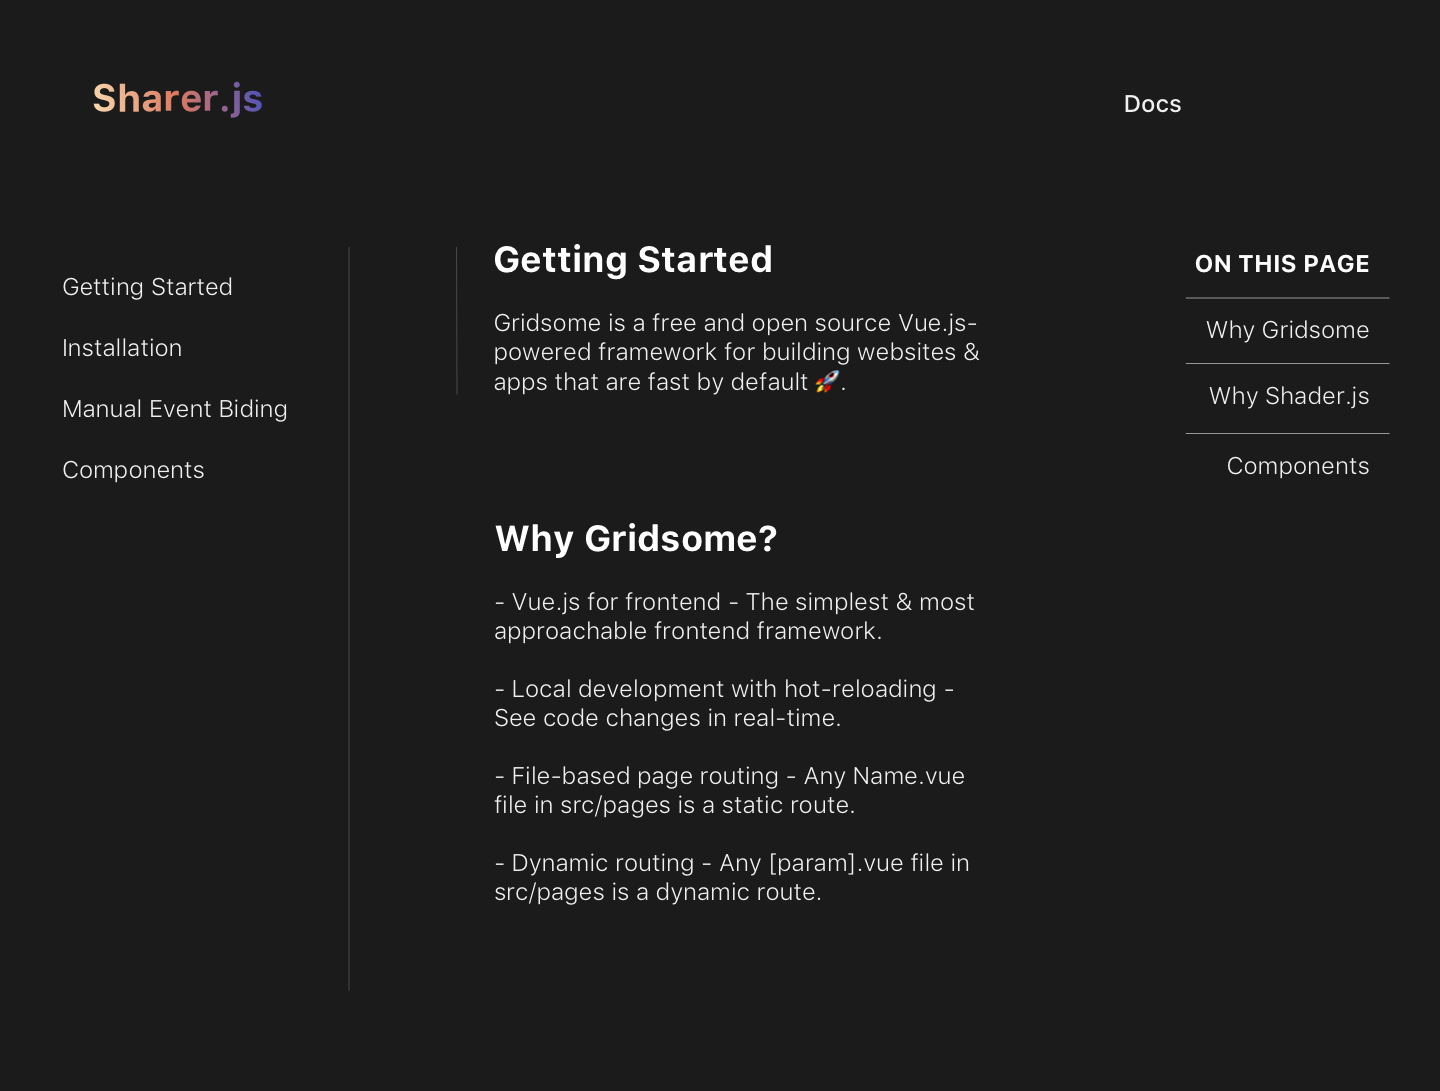 Sharer.js
Docs
Getting Started
Installation
Manual Event Biding
Components
Getting Started
Gridsome is a free and open source Vue.js-
powered framework for building websites &
apps that are fast by default 🚀.
Why Gridsome?
- Vue.js for frontend - The simplest & most
approachable frontend framework.
- Local development with hot-reloading -
See code changes in real-time.
- File-based page routing - Any Name.vue
file in src/pages is a static route.
- Dynamic routing - Any [param].vue file in
src/pages is a dynamic route.
ON THIS PAGE
Why Gridsome
Why Shader.js
Components